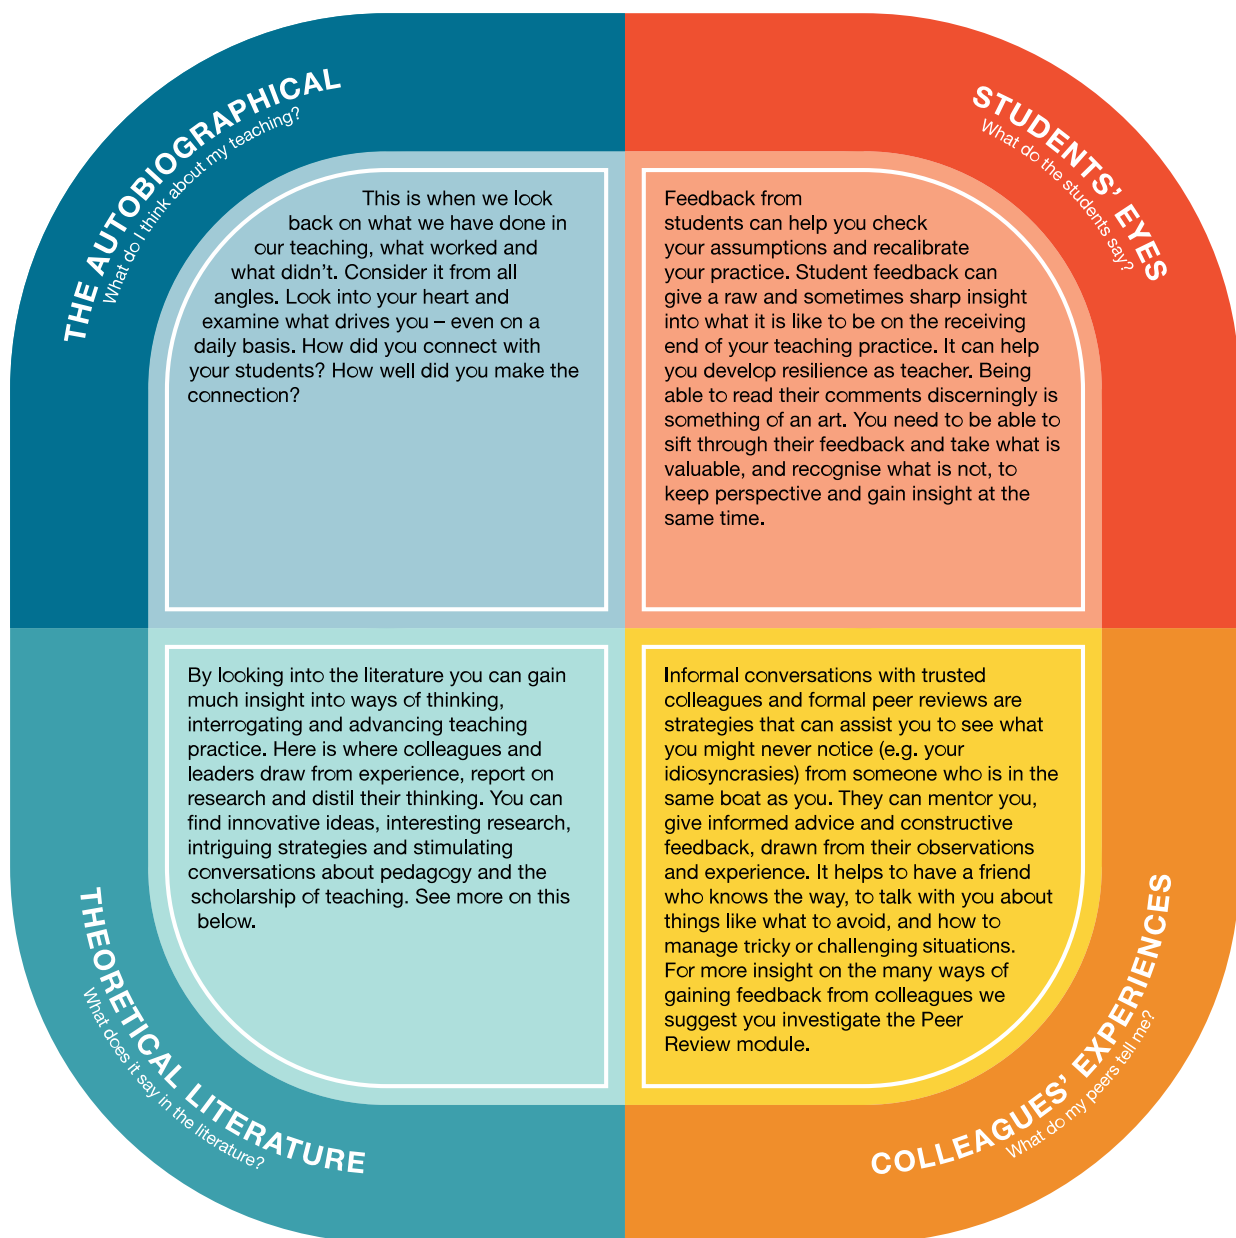 THE AUTOBIOGRAPHICAL
What do I think about my teaching?
This is when we look
back on what we have done in
our teaching, what worked and
what didn’t. Consider it from all
angles. Look into your heart and
examine what drives you – even on a
daily basis. How did you connect with
your students? How well did you make the
connection?
STUDENTS’ EYES
What do the students say?
Feedback from
students can help you check
your assumptions and recalibrate
your practice. Student feedback can
give a raw and sometimes sharp insight
into what it is like to be on the receiving
end of your teaching practice. It can help
you develop resilience as teacher. Being
able to read their comments discerningly is
something of an art. You need to be able to
sift through their feedback and take what is
valuable, and recognise what is not, to
keep perspective and gain insight at the
same time.
By looking into the literature you can gain
much insight into ways of thinking,
interrogating and advancing teaching
practice. Here is where colleagues and
leaders draw from experience, report on
research and distil their thinking. You can
find innovative ideas, interesting research,
intriguing strategies and stimulating
conversations about pedagogy and the
scholarship of teaching. See more on this
below.
THEORETICAL LITERATURE
What does it say in the literature?
Informal conversations with trusted
colleagues and formal peer reviews are
strategies that can assist you to see what
you might never notice (e.g. your
idiosyncrasies) from someone who is in the
same boat as you. They can mentor you,
give informed advice and constructive
feedback, drawn from their observations
and experience. It helps to have a friend
who knows the way, to talk with you about
things like what to avoid, and how to
manage tricky or challenging situations.
For more insight on the many ways of
gaining feedback from colleagues we
suggest you investigate the Peer
Review module.
COLLEAGUES’ EXPERIENCES
What do my peers tell me?